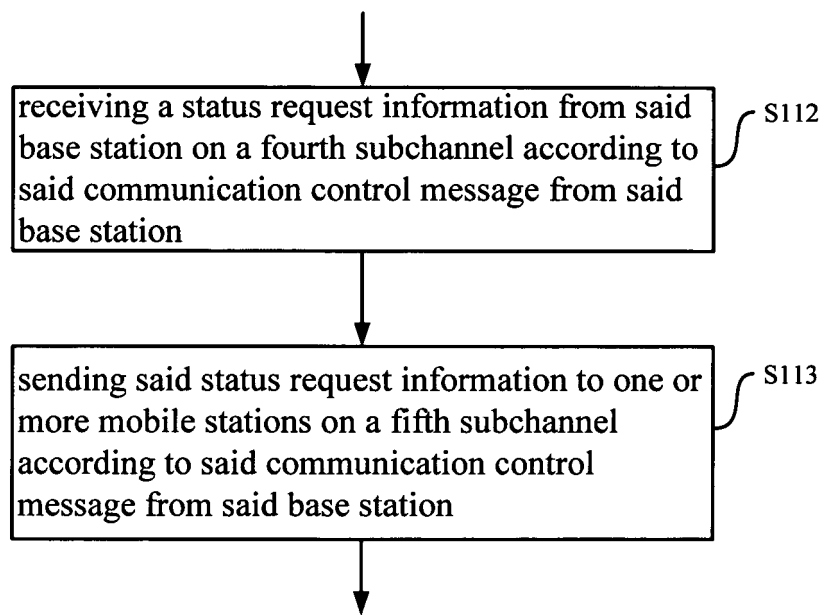 receiving a status request information from said
base station on a fourth subchannel according to
said communication control message from said
base station
S112
sending said status request information to one or
more mobile stations on a fifth subchannel
according to said communication control
message from said base station
S113